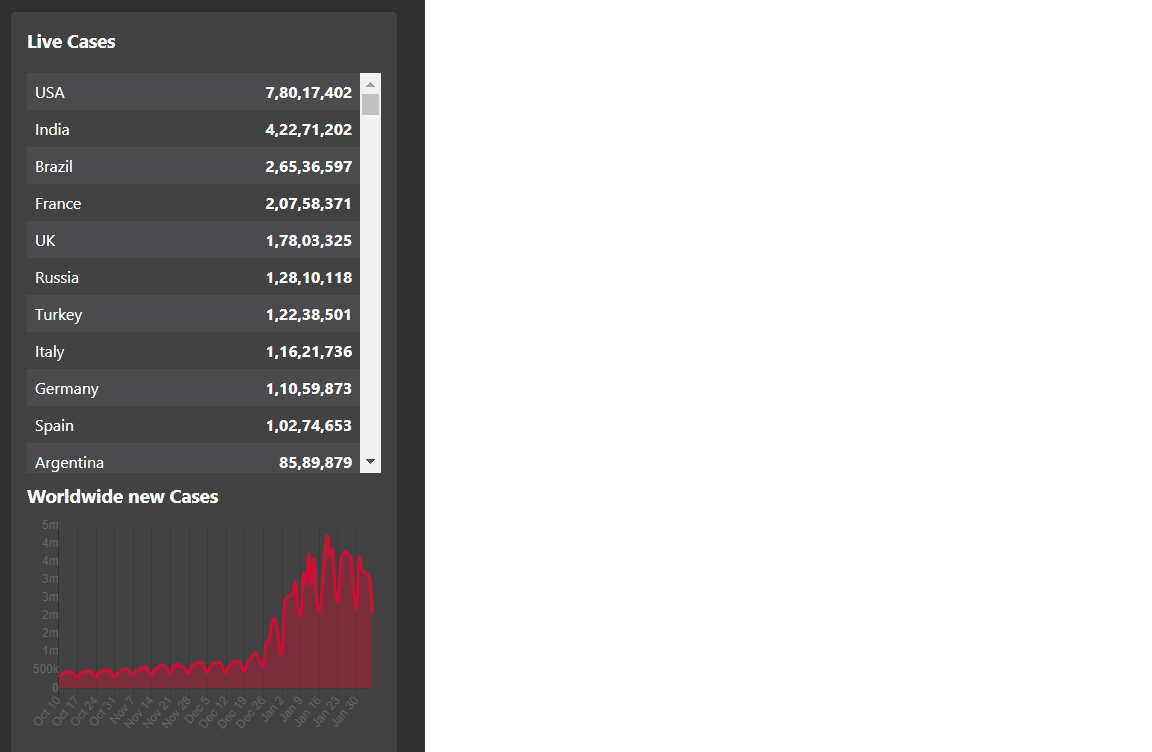 Live Cases
USA 7,80,17,402
India 4,22,71,202
Brazil 2,65,36,597
France 2,07,58,371
UK 1,78,03,325
Russia 1,28,10,118
Turkey 1,22,38,501
Italy 1,16,21,736
Germany 1,10,59,873
Spain 1,02,74,653
Argentina 85,89,879
Worldwide new Cases
5m
4m
4m
3m
3m
2m
2m
1m
500k
0
Oct 10 Oct 17 Oct 24 Oct 31 Nov 7 Nov 14 Nov 21 Nov 28 Dec 5 Dec 12 Dec 19 Dec 26 Jan 2 Jan 9 Jan 16 Jan 23 Jan 30